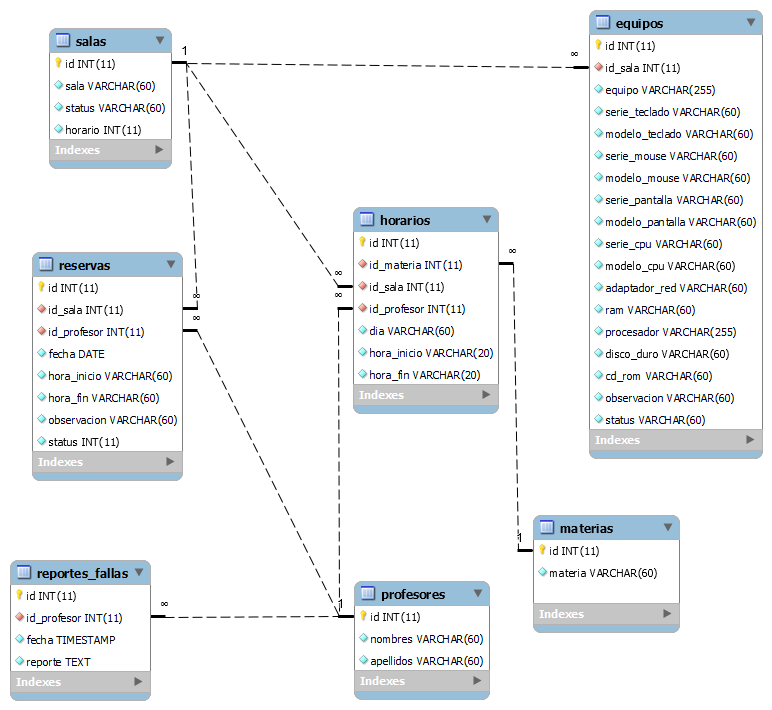 salas
id INT(11)
sala VARCHAR(60)
status VARCHAR(60)
horario INT(11)
Indexes
1
∞
equipos
id INT(11)
id_sala INT(11)
equipo VARCHAR(255)
serie_teclado VARCHAR(60)
modelo_teclado VARCHAR(60)
serie_mouse VARCHAR(60)
modelo_mouse VARCHAR(60)
serie_pantalla VARCHAR(60)
modelo_pantalla VARCHAR(60)
serie_cpu VARCHAR(60)
modelo_cpu VARCHAR(60)
adaptador_red VARCHAR(60)
ram VARCHAR(60)
procesador VARCHAR(255)
disco_duro VARCHAR(60)
cd_rom VARCHAR(60)
observacion VARCHAR(60)
status VARCHAR(60)
Indexes
horarios
id INT(11)
id_materia INT(11)
id_sala INT(11)
id_profesor INT(11)
dia VARCHAR(60)
hora_inicio VARCHAR(20)
hora_fin VARCHAR(20)
Indexes
∞
∞
∞
reservas
id INT(11)
id_sala INT(11)
id_profesor INT(11)
fecha DATE
hora_inicio VARCHAR(60)
hora_fin VARCHAR(60)
observacion VARCHAR(60)
status INT(11)
Indexes
∞
∞
materias
id INT(11)
materia VARCHAR(60)
Indexes
1
reportes_fallas
id INT(11)
id_profesor INT(11)
fecha TIMESTAMP
reporte TEXT
Indexes
∞
1
profesores
id INT(11)
nombres VARCHAR(60)
apellidos VARCHAR(60)
Indexes